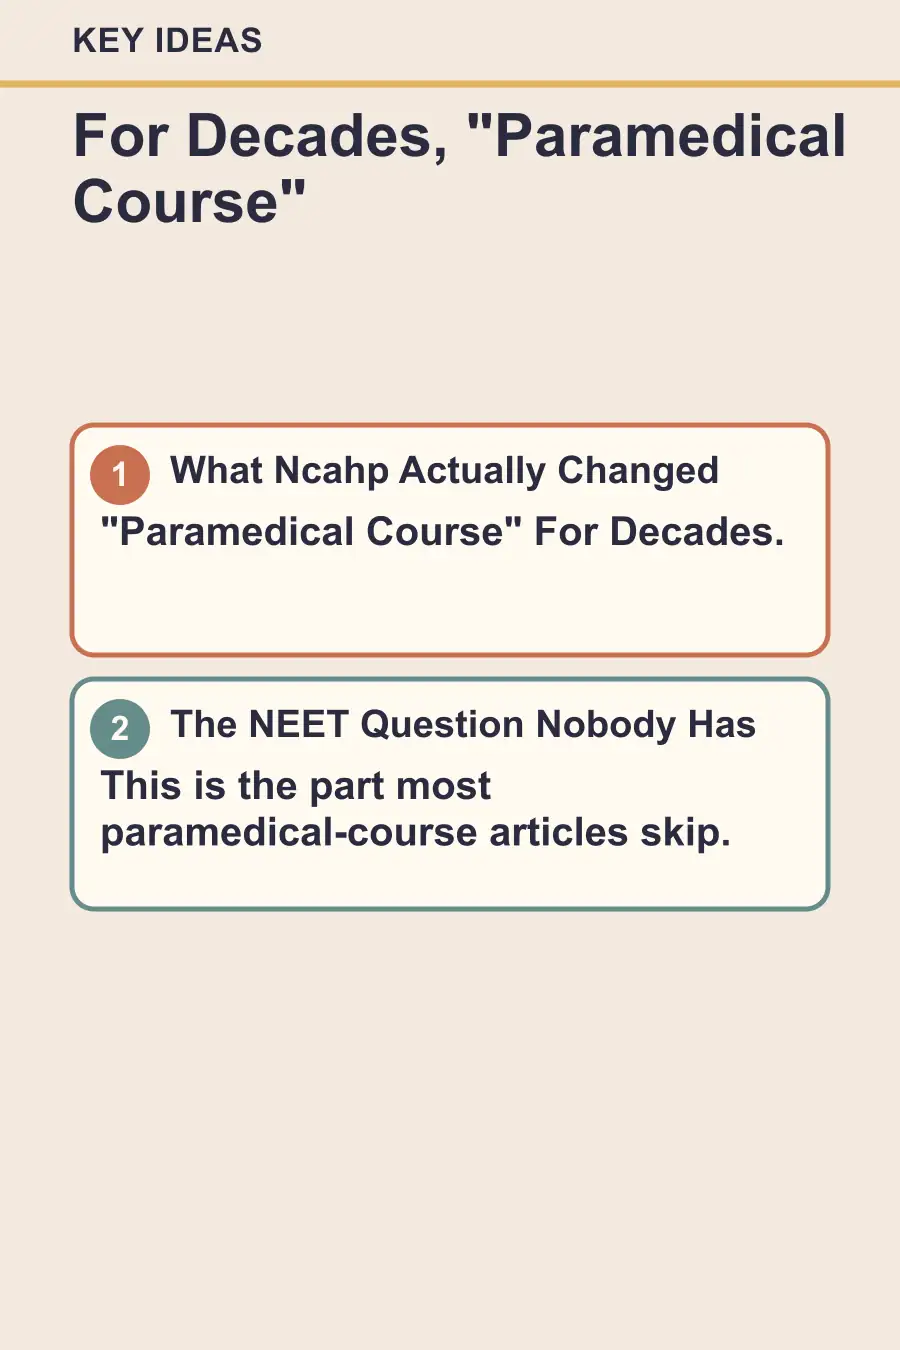 KEY IDEAS
For Decades, "Paramedical
Course"
1 What Ncahp Actually Changed
"Paramedical Course" For Decades.
2 The NEET Question Nobody Has
This is the part most
paramedical-course articles skip.